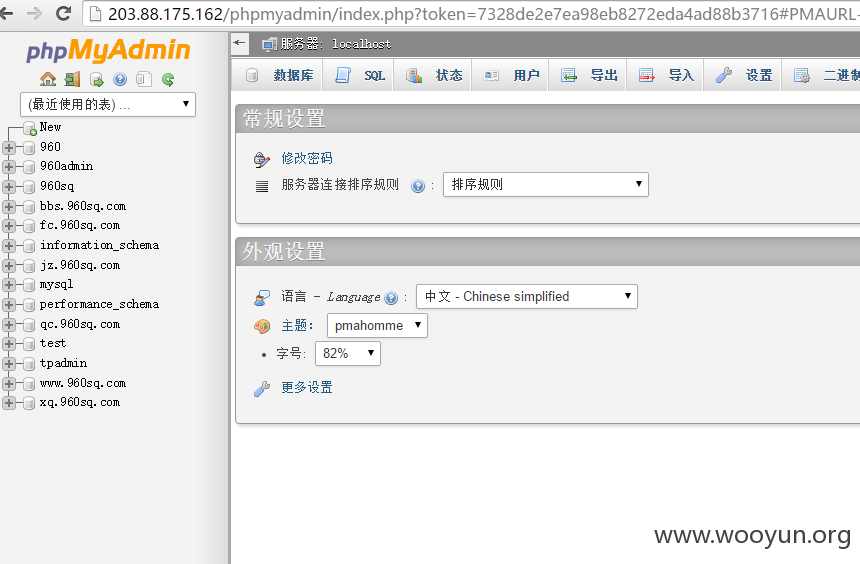 203.88.175.162/phpmyadmin/index.php?token=7328de2e7ea98eb8272eda4ad88b3716#PMAURL-
phpMyAdmin
(最近使用的表) ...
New
960
960admin
960sq
bbs.960sq.com
fc.960sq.com
information_schema
jz.960sq.com
mysql
performance_schema
qc.960sq.com
test
tpadmin
www.960sq.com
xq.960sq.com
服务器: localhost
数据库 SQL 状态 用户 导出 导入 设置 二进制
常规设置
修改密码
服务器连接排序规则 : 排序规则
外观设置
语言 - Language : 中文 - Chinese simplified
主题: pmahomme
字号: 82%
更多设置
www.wooyun.org